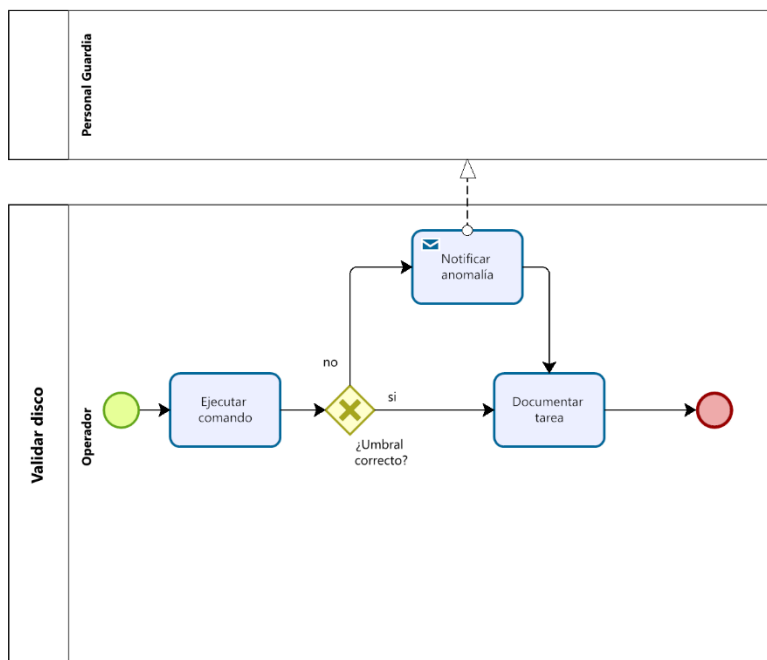 Personal Guardia
Validar disco
Operador
Notificar
anomalía
no
si
Ejecutar
comando
Documentar
tarea
¿Umbral
correcto?